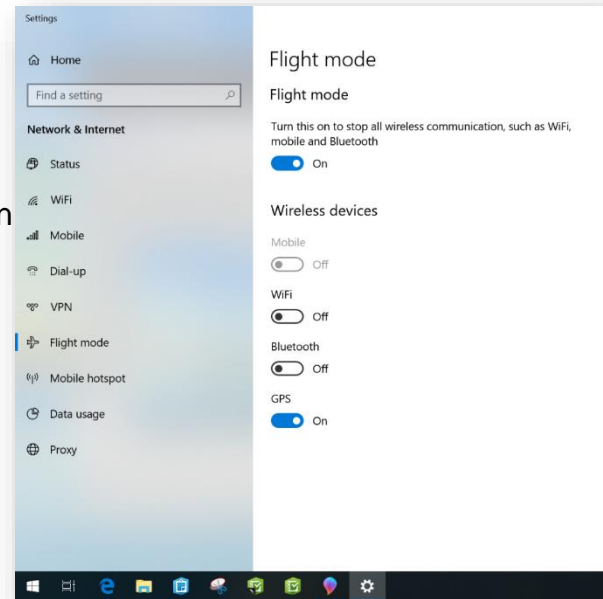 Settings
Home
Find a setting
Network & Internet
Status
WiFi
Mobile
Dial-up
VPN
Flight mode
Mobile hotspot
Data usage
Proxy
Flight mode
Flight mode
Turn this on to stop all wireless communication, such as WiFi,
mobile and Bluetooth
On
Wireless devices
Mobile
Off
WiFi
Off
Bluetooth
Off
GPS
On